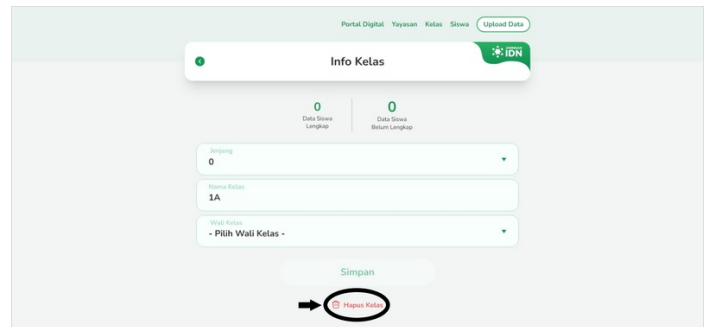 Portal Digital Yayasan Kelas Siswa Upload Data
Info Kelas
IDN
0
Data Siswa
Lengkap
0
Data Siswa
Belum Lengkap
Jenjang
0
Nama Kelas
1A
Wali Kelas
- Pilih Wali Kelas -
Simpan
Hapus Kelas